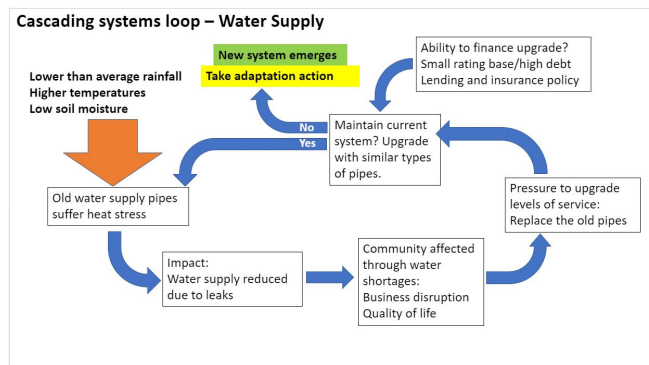 Cascading systems loop – Water Supply
New system emerges
Take adaptation action
Ability to finance upgrade?
Small rating base/high debt
Lending and insurance policy
Lower than average rainfall
Higher temperatures
Low soil moisture
No
Yes
Maintain current
system? Upgrade
with similar types
of pipes.
Old water supply pipes
suffer heat stress
Pressure to upgrade
levels of service:
Replace the old pipes
Impact:
Water supply reduced
due to leaks
Community affected
through water
shortages:
Business disruption
Quality of life